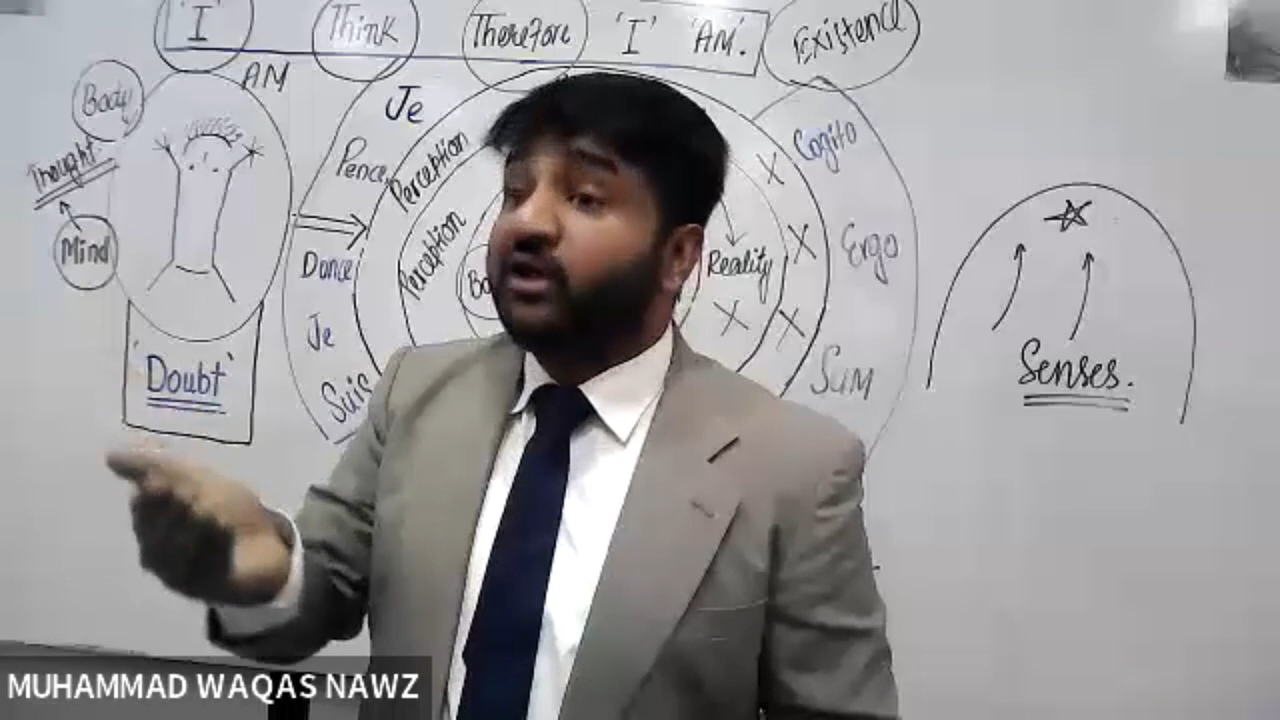 'I' Think Therefore 'I' 'AM'. Existence
AM
Body
Thought
Mind
'Doubt'
Je
Pence
Donce
Je
Suis
Perception
Perception
Reality
X
X
X
X
Cogito
Ergo
Sum
Senses.
MUHAMMAD WAQAS NAWZ